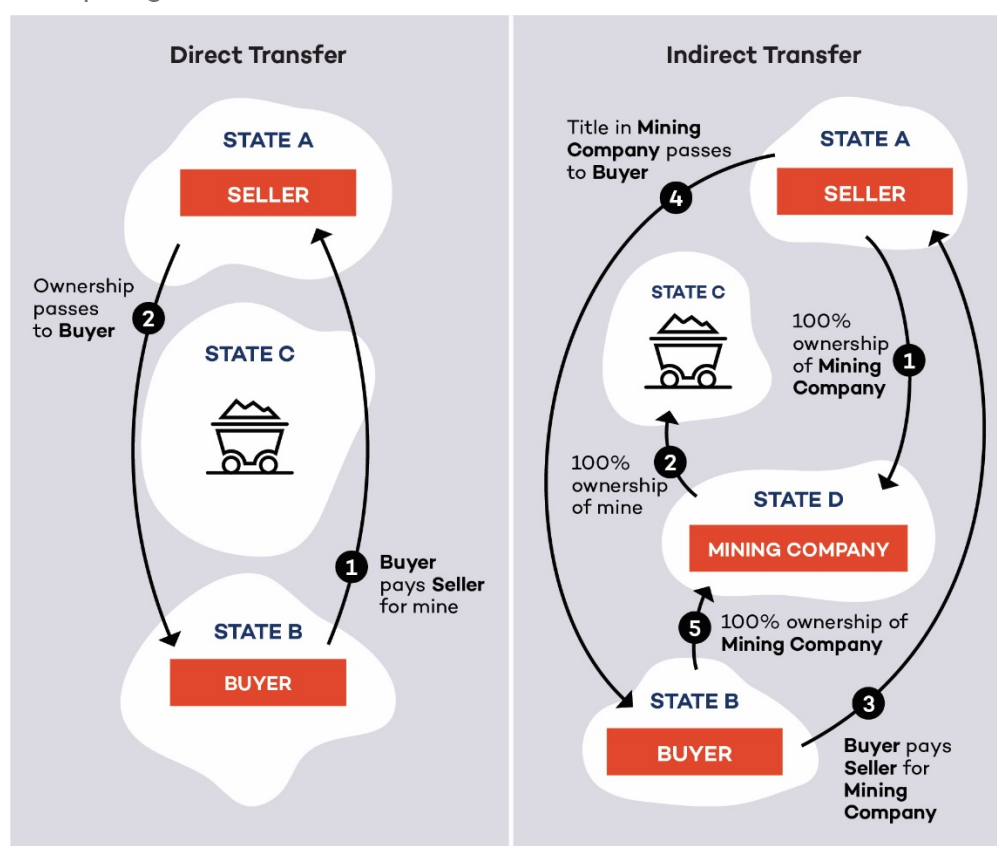 Direct Transfer
STATE A
SELLER
Ownership
passes
to Buyer
2
STATE C
1
Buyer
pays Seller
for mine
STATE B
BUYER
Indirect Transfer
Title in Mining
Company passes
to Buyer
4
STATE A
SELLER
STATE C
100%
ownership
of Mining
Company
1
100%
ownership
of mine
2
STATE D
MINING COMPANY
5
100% ownership of
Mining Company
STATE B
BUYER
3
Buyer pays
Seller for
Mining
Company